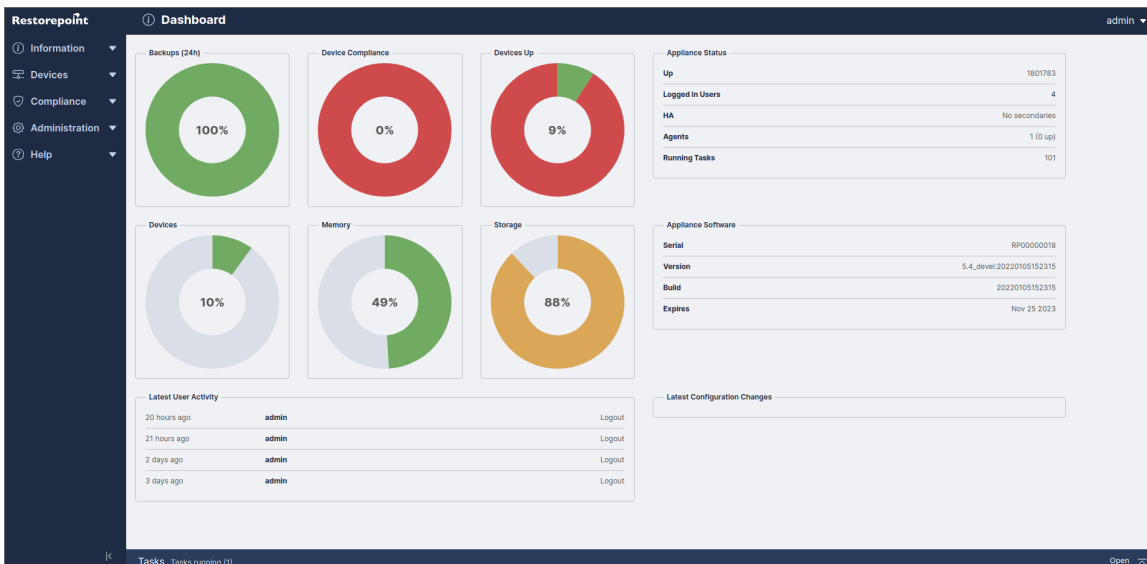 Restorepoint
Dashboard
admin
Information
Devices
Compliance
Administration
Help
Backups (24h)
100%
Device Compliance
0%
Devices Up
9%
Appliance Status
Up 1801783
Logged In Users 4
HA No secondaries
Agents 1 (0 up)
Running Tasks 101
Devices
10%
Memory
49%
Storage
88%
Appliance Software
Serial RP00000018
Version 5.4_devel:20220105152315
Build 20220105152315
Expires Nov 25 2023
Latest User Activity
20 hours ago admin Logout
21 hours ago admin Logout
2 days ago admin Logout
3 days ago admin Logout
Latest Configuration Changes
Tasks Tasks running (1)
Open